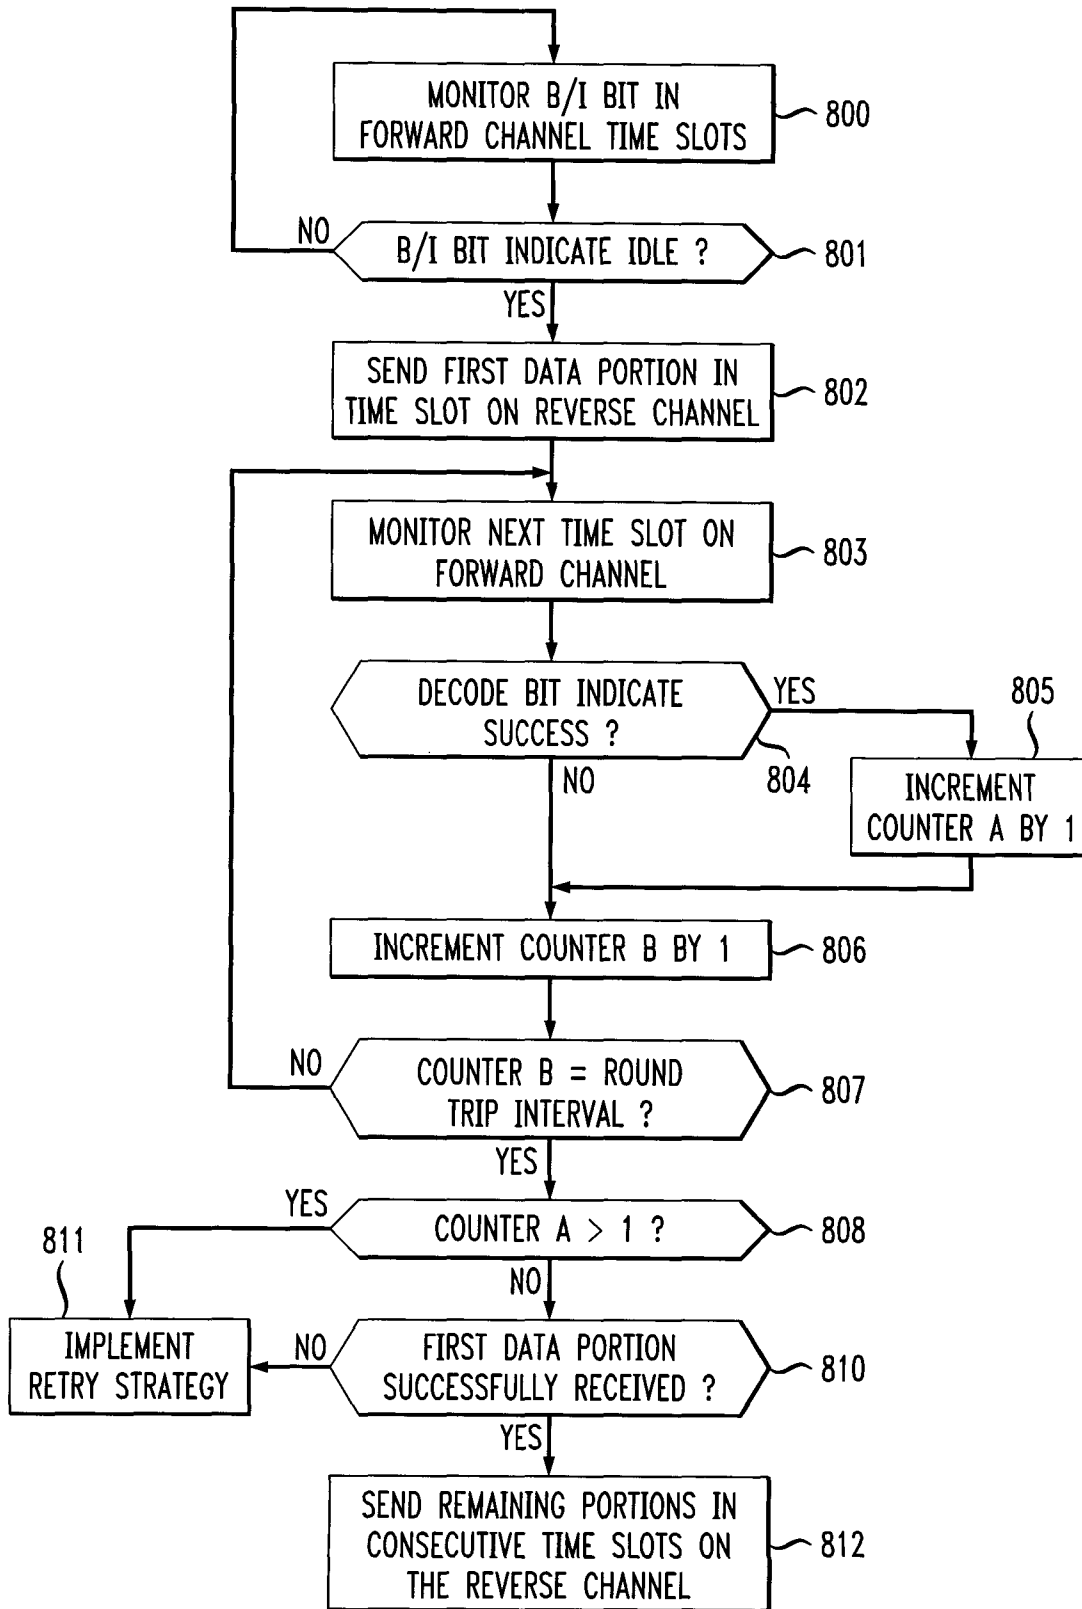 MONITOR B/I BIT IN
FORWARD CHANNEL TIME SLOTS
800
NO
B/I BIT INDICATE IDLE ?
801
YES
SEND FIRST DATA PORTION IN
TIME SLOT ON REVERSE CHANNEL
802
MONITOR NEXT TIME SLOT ON
FORWARD CHANNEL
803
DECODE BIT INDICATE
SUCCESS ?
YES
804
805
NO
INCREMENT
COUNTER A BY 1
INCREMENT COUNTER B BY 1
806
NO
COUNTER B = ROUND
TRIP INTERVAL ?
807
YES
YES
COUNTER A > 1 ?
808
811
NO
IMPLEMENT
RETRY STRATEGY
NO
FIRST DATA PORTION
SUCCESSFULLY RECEIVED ?
810
YES
SEND REMAINING PORTIONS IN
CONSECUTIVE TIME SLOTS ON
THE REVERSE CHANNEL
812